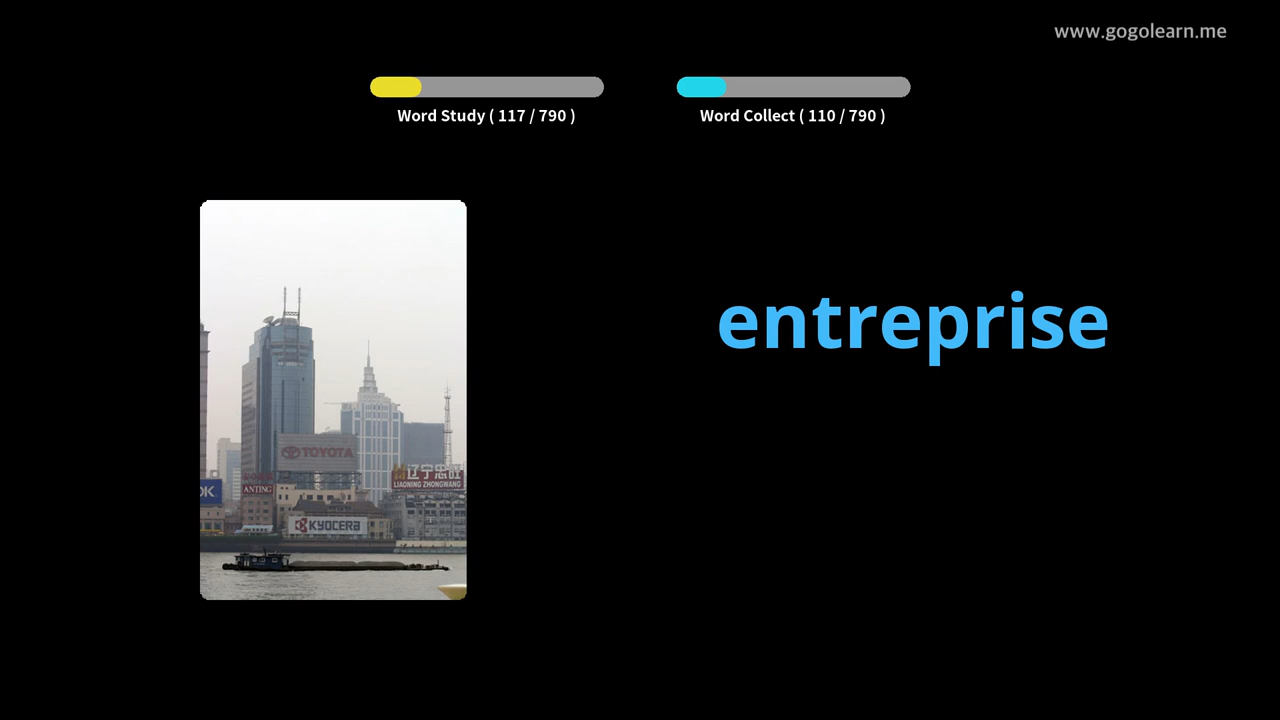 www.gogolearn.me
Word Study ( 117 / 790 )
Word Collect ( 110 / 790 )
entreprise
TOYOTA
辽宁忠旺
LIAONING ZHONGWANG
OK
ANTING
KYOCERA